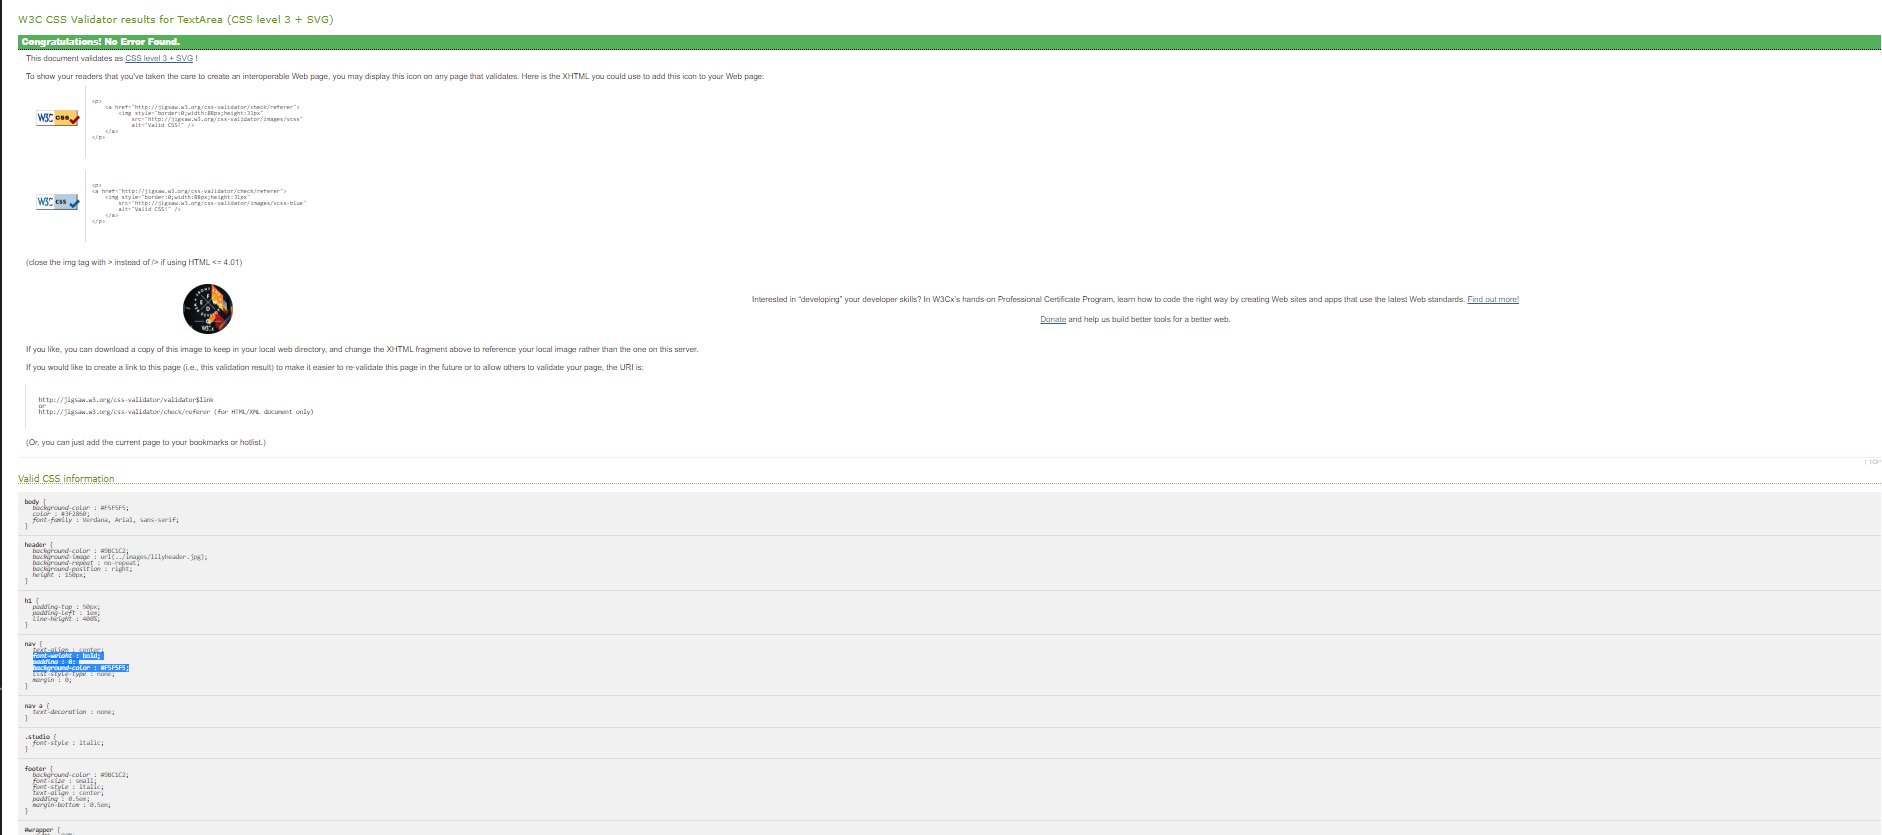 W3C CSS Validator results for TextArea (CSS level 3 + SVG)
Congratulations! No Error Found.
This document validates as CSS level 3 + SVG !
To show your readers that you've taken the care to create an interoperable Web page, you may display this icon on any page that validates. Here is the XHTML you could use to add this icon to your Web page:
W3C css
<p>
<a href="http://jigsaw.w3.org/css-validator/check/referer">
<img style="border:0;width:88px;height:31px"
src="http://jigsaw.w3.org/css-validator/images/vcss"
alt="Valid CSS!" />
</a>
</p>
W3C css
<p>
<a href="http://jigsaw.w3.org/css-validator/check/referer">
<img style="border:0;width:88px;height:31px"
src="http://jigsaw.w3.org/css-validator/images/vcss-blue"
alt="Valid CSS!" />
</a>
</p>
(close the img tag with > instead of /> if using HTML <= 4.01)
W3Cx
Interested in "developing" your developer skills? In W3Cx's hands-on Professional Certificate Program, learn how to code the right way by creating Web sites and apps that use the latest Web standards. Find out more!
Donate and help us build better tools for a better web.
If you like, you can download a copy of this image to keep in your local web directory, and change the XHTML fragment above to reference your local image rather than the one on this server.
If you would like to create a link to this page (i.e., this validation result) to make it easier to re-validate this page in the future or to allow others to validate your page, the URI is:
http://jigsaw.w3.org/css-validator/validator$link
or
http://jigsaw.w3.org/css-validator/check/referer (for HTML/XML document only)
(Or, you can just add the current page to your bookmarks or hotlist.)
↑ TOP
Valid CSS information
body {
background-color : #F5F5F5;
color : #3F2860;
font-family : Verdana, Arial, sans-serif;
}
header {
background-color : #9BC1C2;
background-image : url(../images/lilyheader.jpg);
background-repeat : no-repeat;
background-position : right;
height : 150px;
}
h1 {
padding-top : 50px;
padding-left : 1em;
line-height : 400%;
}
nav {
text-align : center;
font-weight : bold;
padding : 0;
background-color : #F5F5F5;
list-style-type : none;
margin : 0;
}
nav a {
text-decoration : none;
}
.studio {
font-style : italic;
}
footer {
background-color : #9BC1C2;
font-size : small;
font-style : italic;
text-align : center;
padding : 0.5em;
margin-bottom : 0.5em;
}
#wrapper {